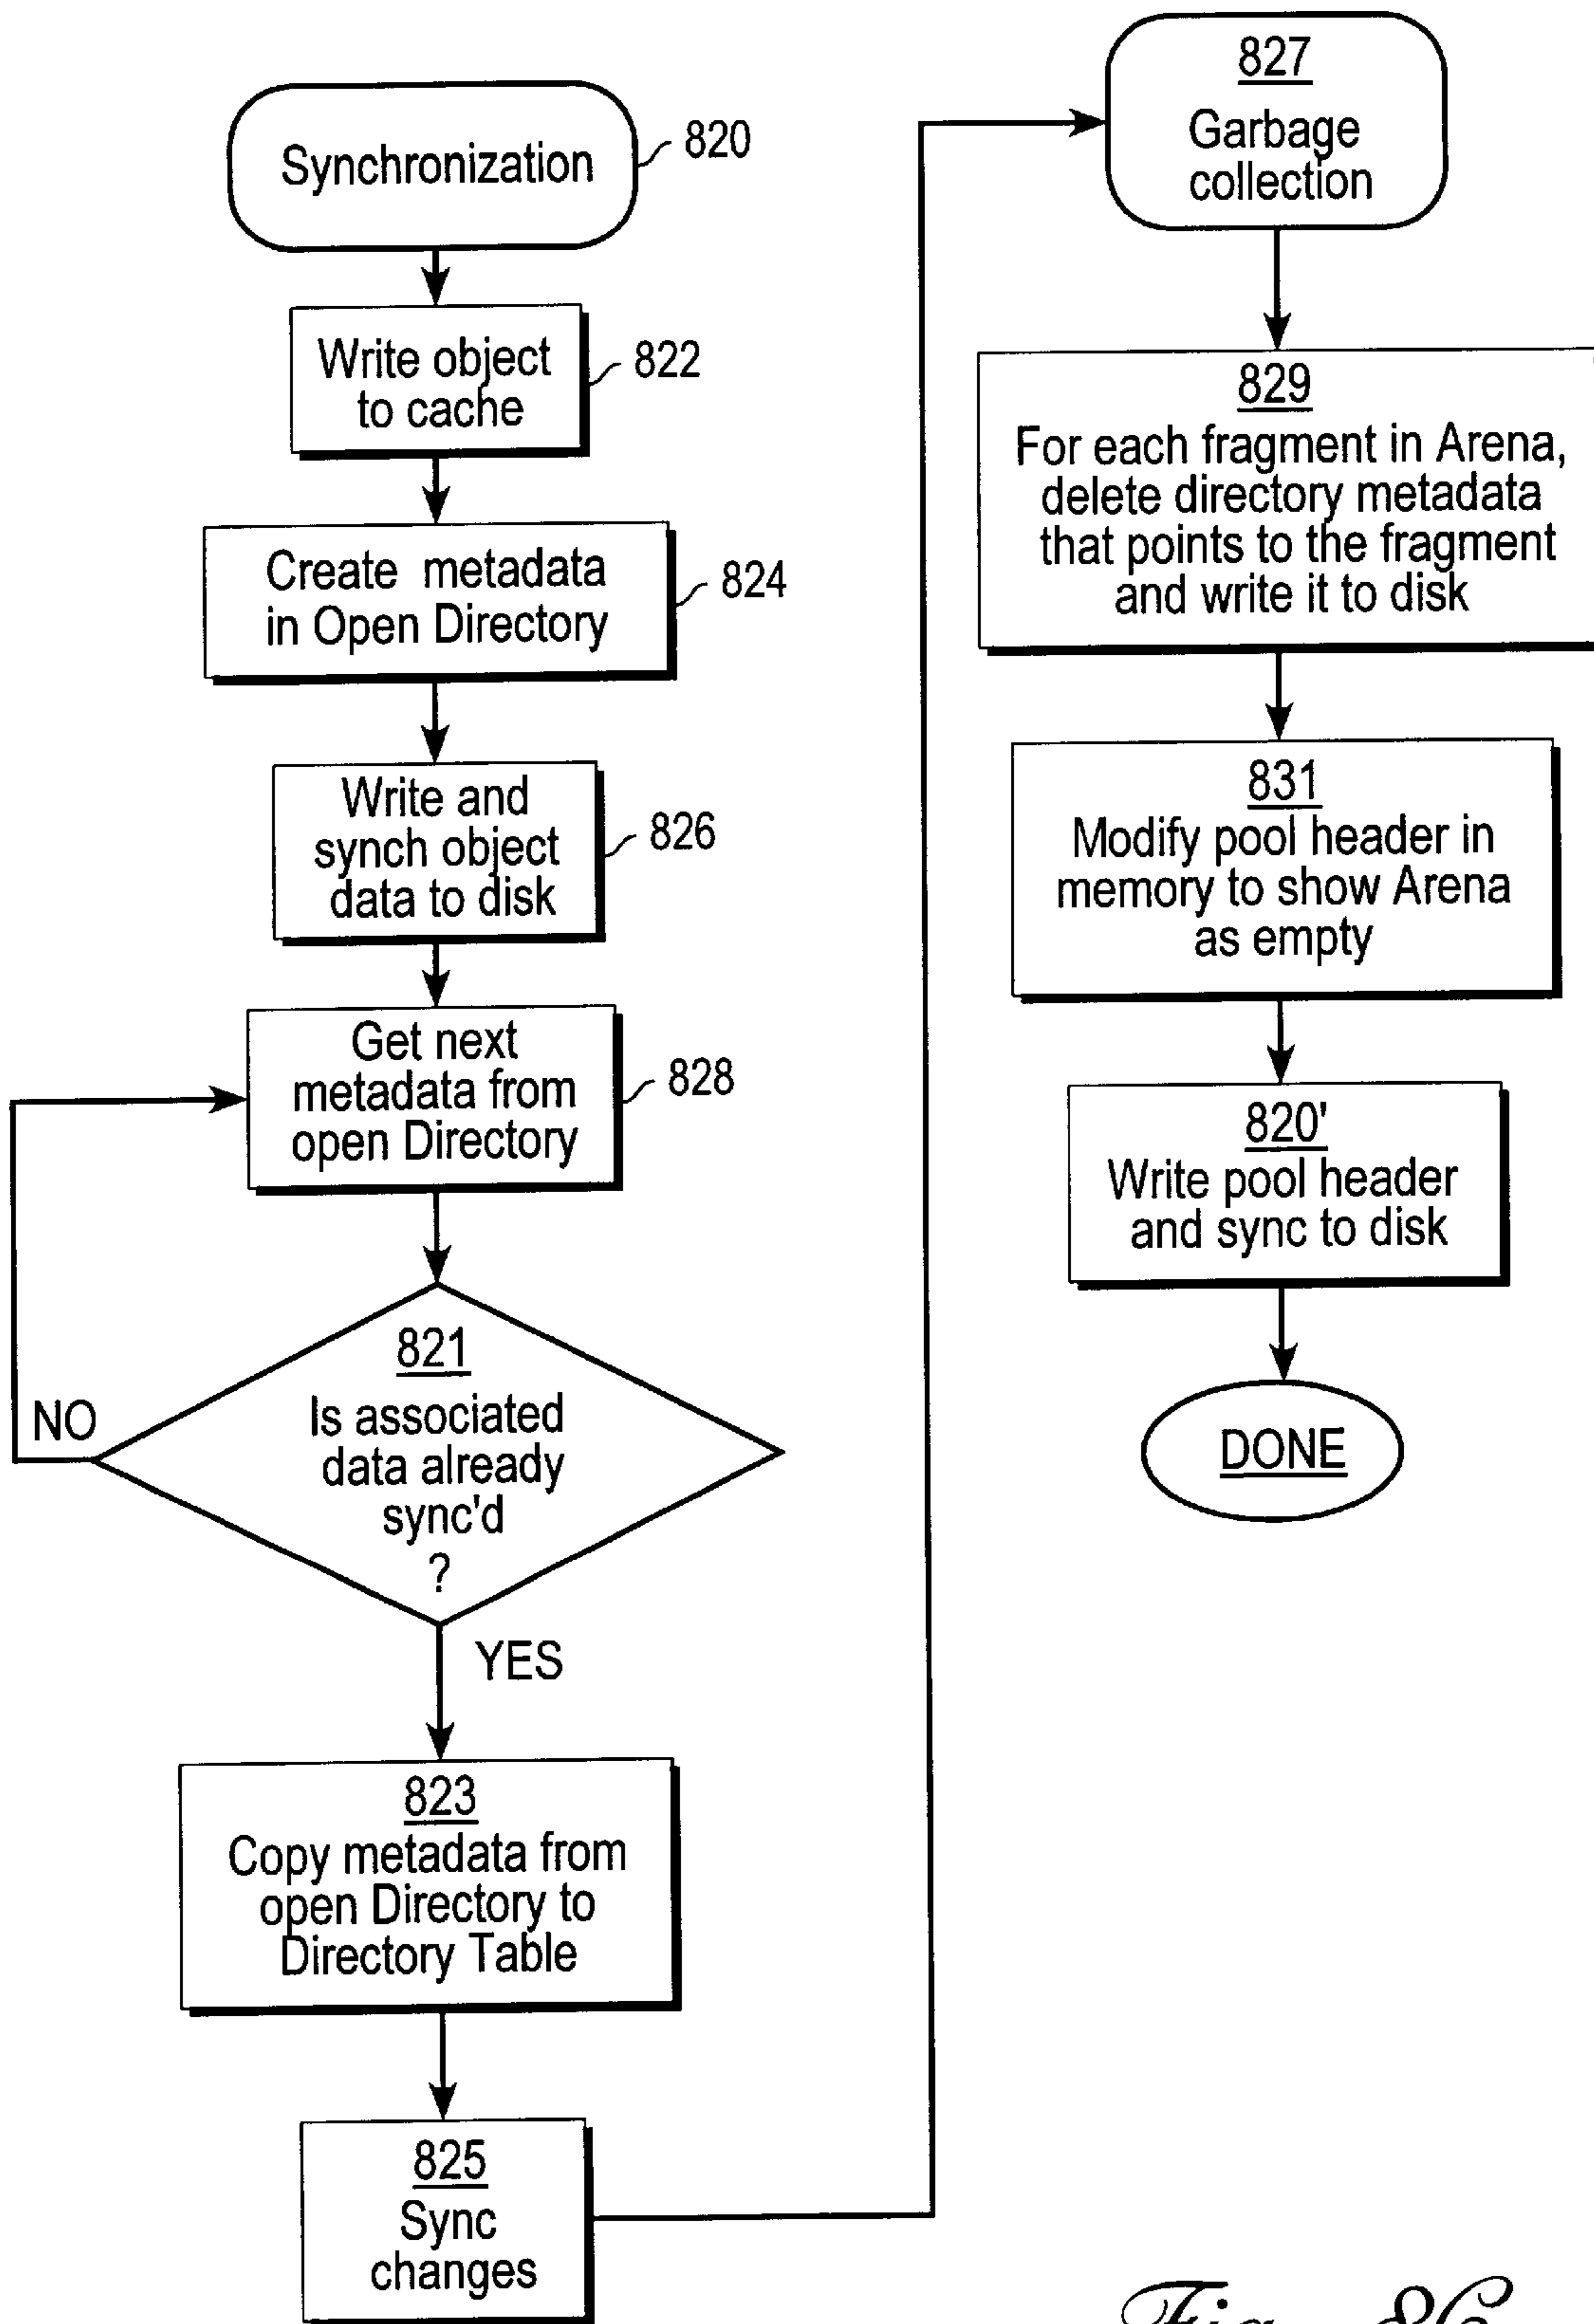 Synchronization
820
Write object
to cache
822
Create metadata
in Open Directory
824
Write and
synch object
data to disk
826
Get next
metadata from
open Directory
828
821
Is associated
data already
sync'd
?
NO
YES
823
Copy metadata from
open Directory to
Directory Table
825
Sync
changes
827
Garbage
collection
829
For each fragment in Arena,
delete directory metadata
that points to the fragment
and write it to disk
831
Modify pool header in
memory to show Arena
as empty
820'
Write pool header
and sync to disk
DONE
Fig. 8C